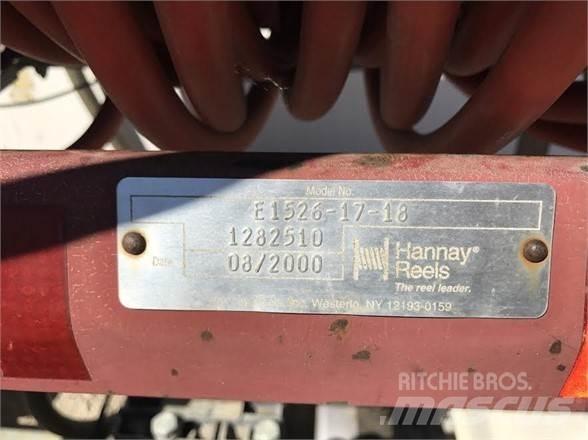 Model No.
E1526-17-18
1282510
Date 08/2000
Hannay®
Reels
The reel leader.
Inc., Westerlo, NY 12193-0159
RITCHIE BROS.
MASCUS